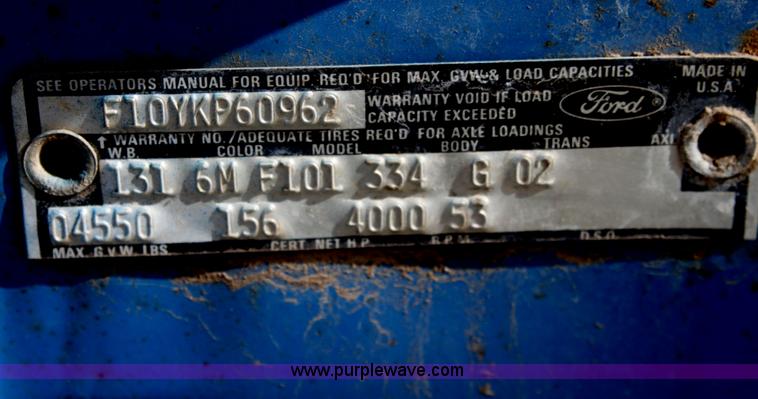 SEE OPERATORS MANUAL FOR EQUIP. REQ'D FOR MAX. GVW & LOAD CAPACITIES MADE IN U.S.A.
F10YKP60962 WARRANTY VOID IF LOAD CAPACITY EXCEEDED Ford
↑ WARRANTY NO./ADEQUATE TIRES REQ'D FOR AXLE LOADINGS
W.B. COLOR MODEL BODY TRANS AXL
131 6M F101 334 G 02
04550 156 4000 53
MAX. G.V.W. LBS. CERT. NET H.P. R.P.M. D.S.O.
www.purplewave.com